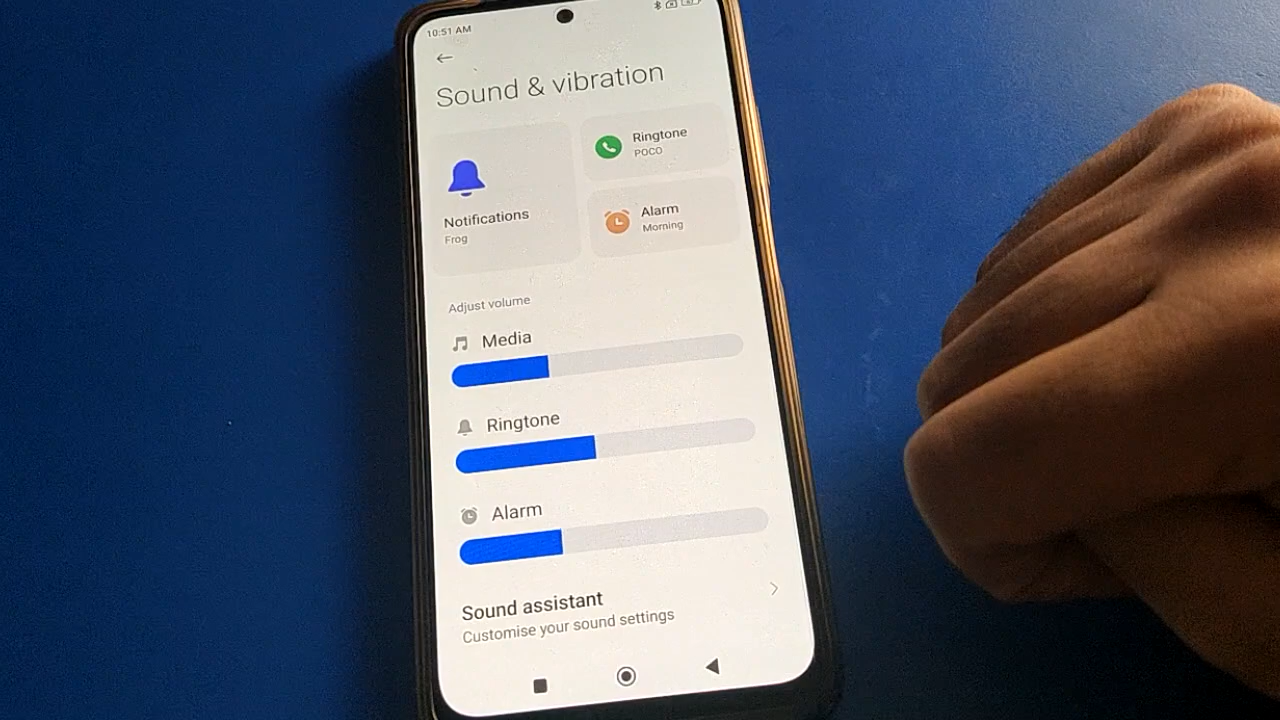 10:51 AM
Sound & vibration
Notifications
Frog
Ringtone
POCO
Alarm
Morning
Adjust volume
Media
Ringtone
Alarm
Sound assistant
Customise your sound settings